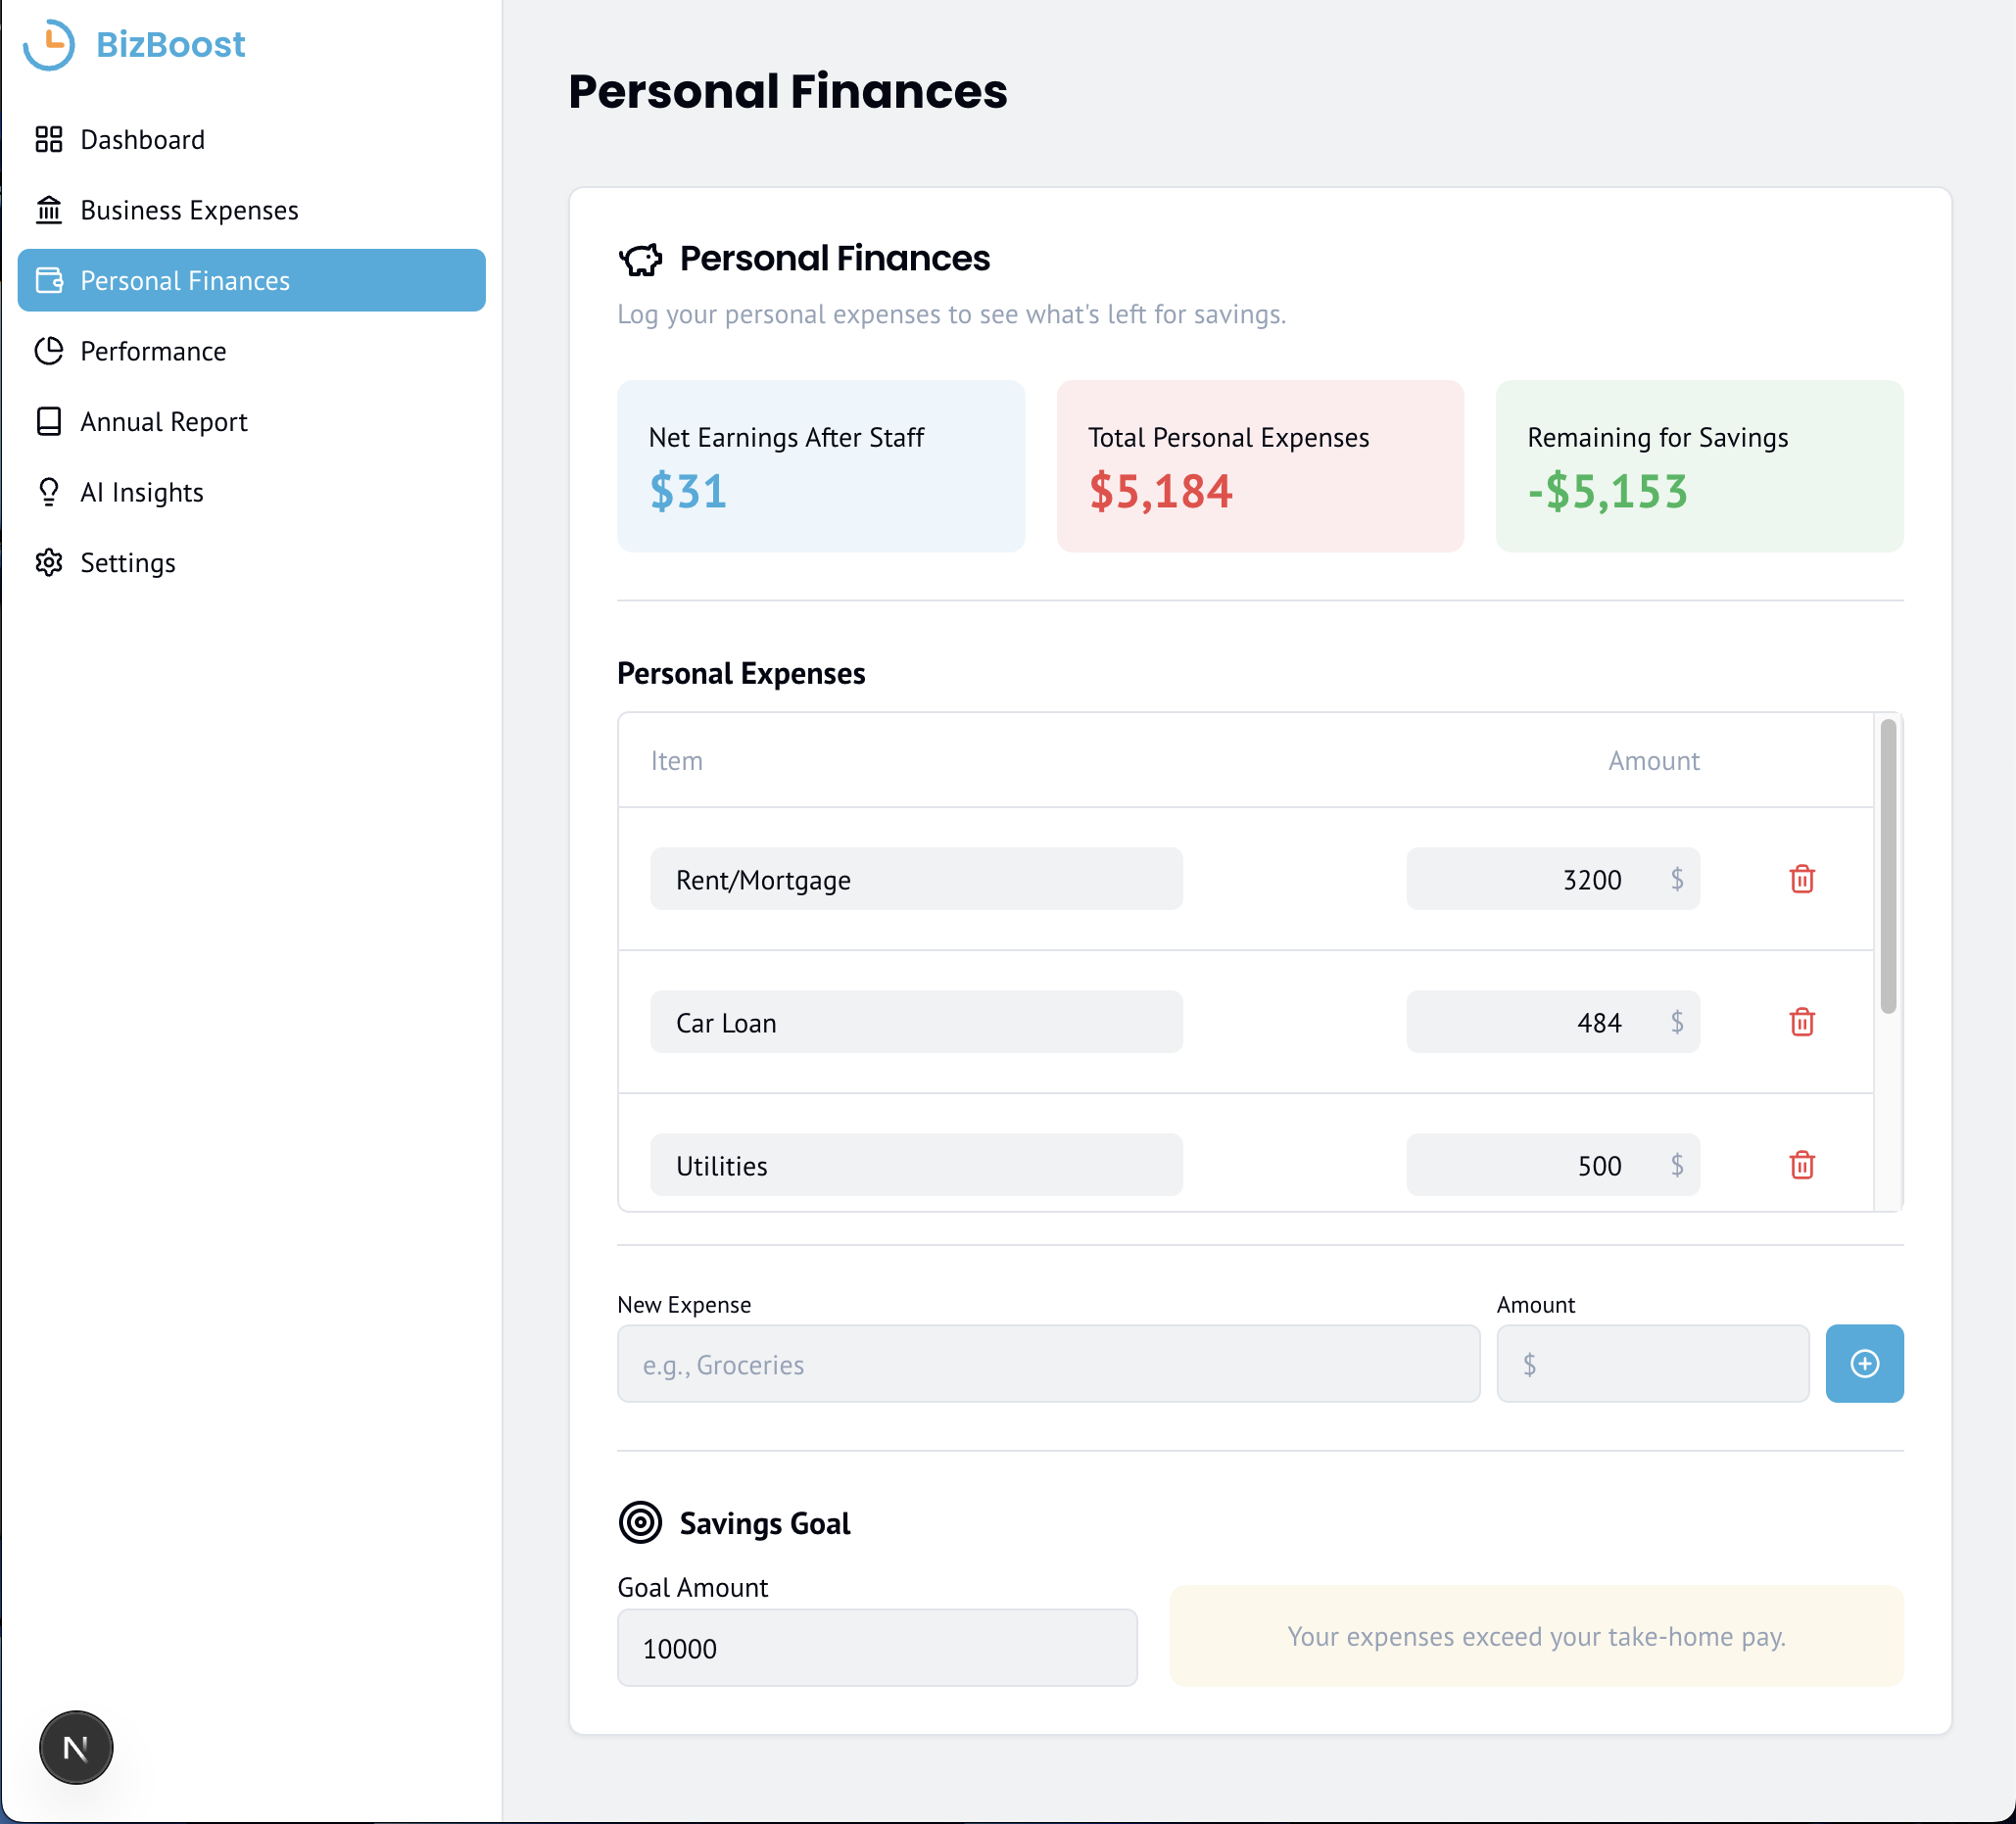 BizBoost
Dashboard
Business Expenses
Personal Finances
Performance
Annual Report
AI Insights
Settings
N
Personal Finances
Personal Finances
Log your personal expenses to see what's left for savings.
Net Earnings After Staff
$31
Total Personal Expenses
$5,184
Remaining for Savings
-$5,153
Personal Expenses
Item Amount
Rent/Mortgage 3200 $
Car Loan 484 $
Utilities 500 $
New Expense Amount
e.g., Groceries $
Savings Goal
Goal Amount
10000
Your expenses exceed your take-home pay.